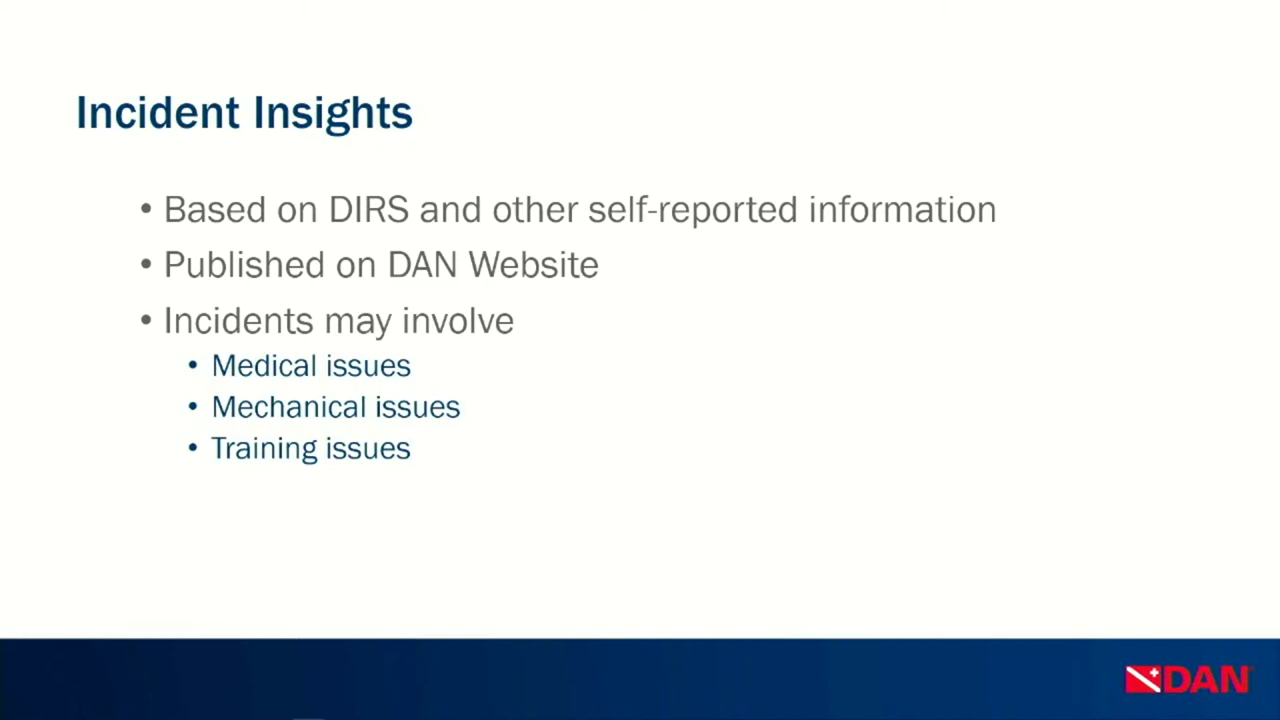 Incident Insights
• Based on DIRS and other self-reported information
• Published on DAN Website
• Incidents may involve
• Medical issues
• Mechanical issues
• Training issues
DAN